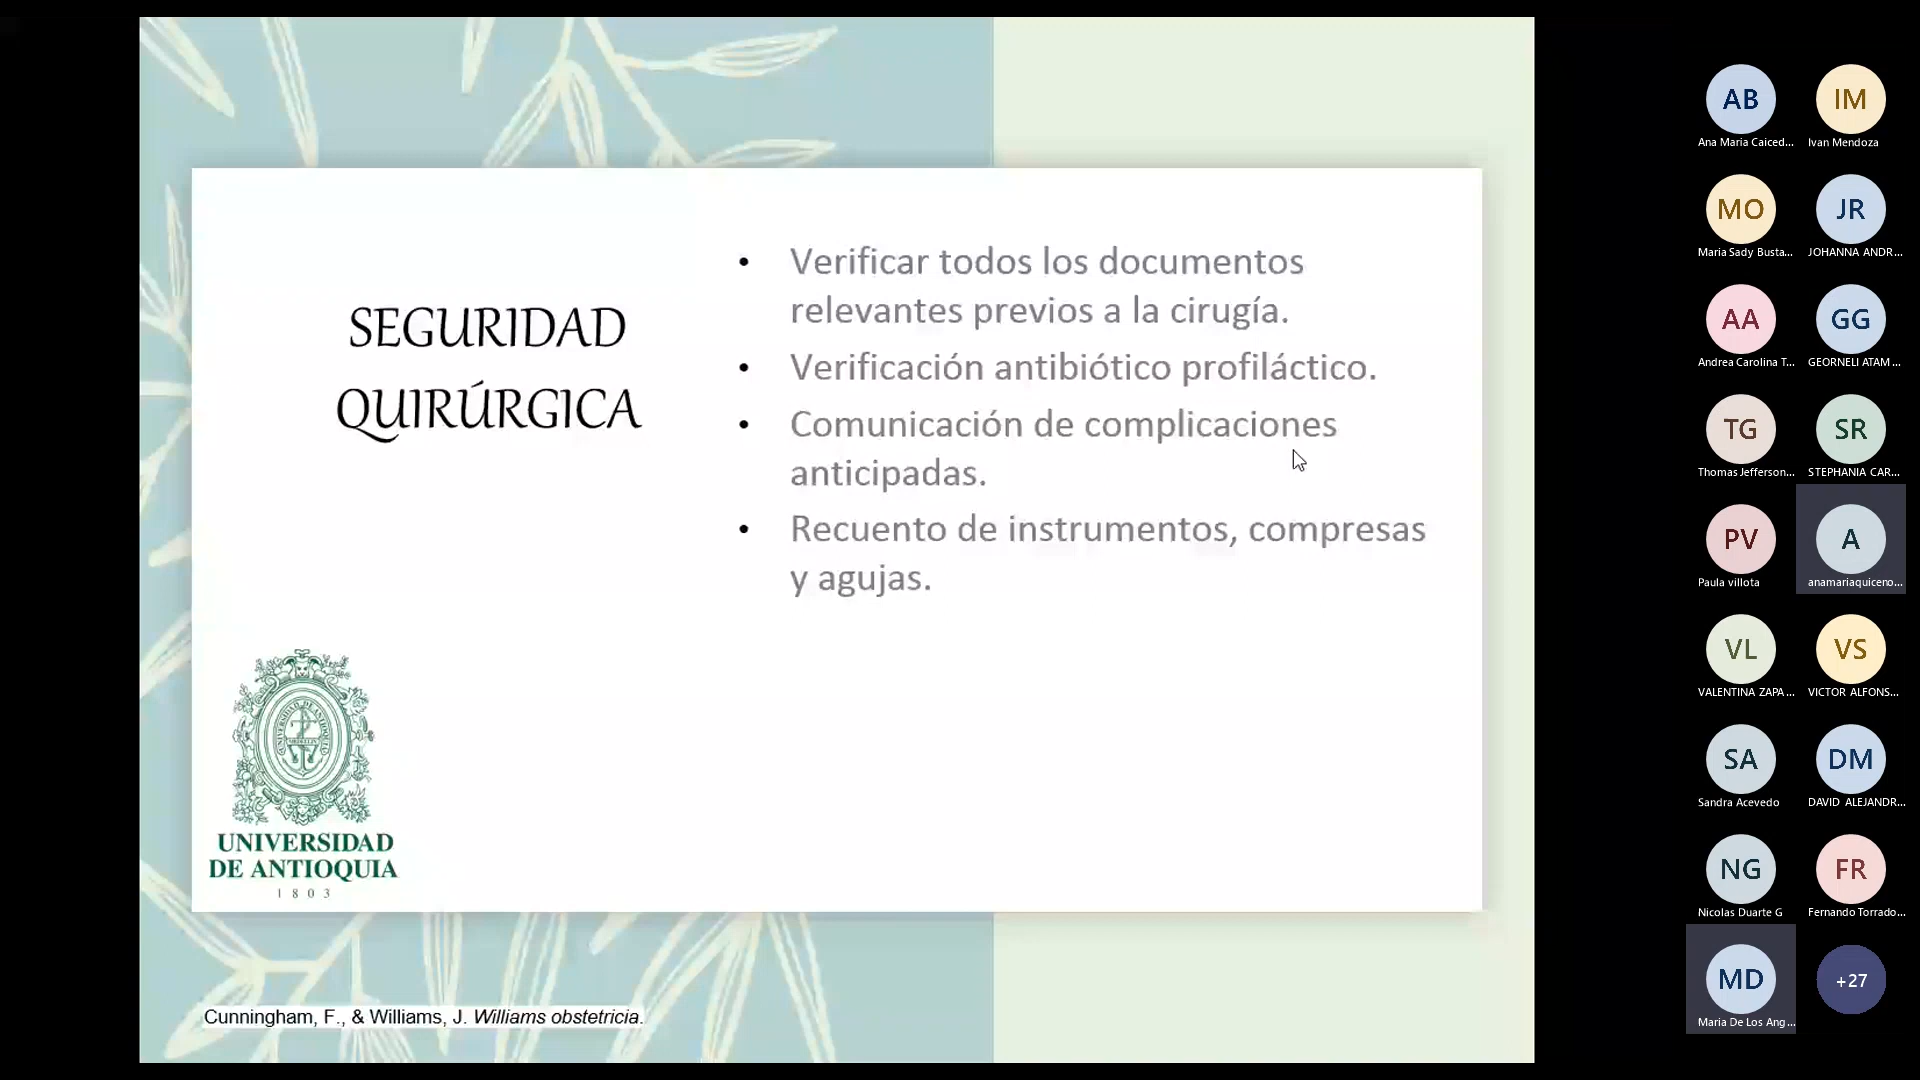 SEGURIDAD
QUIRÚRGICA
• Verificar todos los documentos
relevantes previos a la cirugía.
• Verificación antibiótico profiláctico.
• Comunicación de complicaciones
anticipadas.
• Recuento de instrumentos, compresas
y agujas.
UNIVERSIDAD
DE ANTIOQUIA
1803
Cunningham, F., & Williams, J. Williams obstetricia.
AB
Ana Maria Caiced...
IM
Ivan Mendoza
MO
Maria Sady Busta...
JR
JOHANNA ANDR...
AA
Andrea Carolina T...
GG
GEORNELI ATAM...
TG
Thomas Jefferson...
SR
STEPHANIA CAR...
PV
Paula villota
A
anamariaquiceno...
VL
VALENTINA ZAPA...
VS
VICTOR ALFONS...
SA
Sandra Acevedo
DM
DAVID ALEJANDR...
NG
Nicolas Duarte G
FR
Fernando Torrado...
MD
Maria De Los Ang...
+27